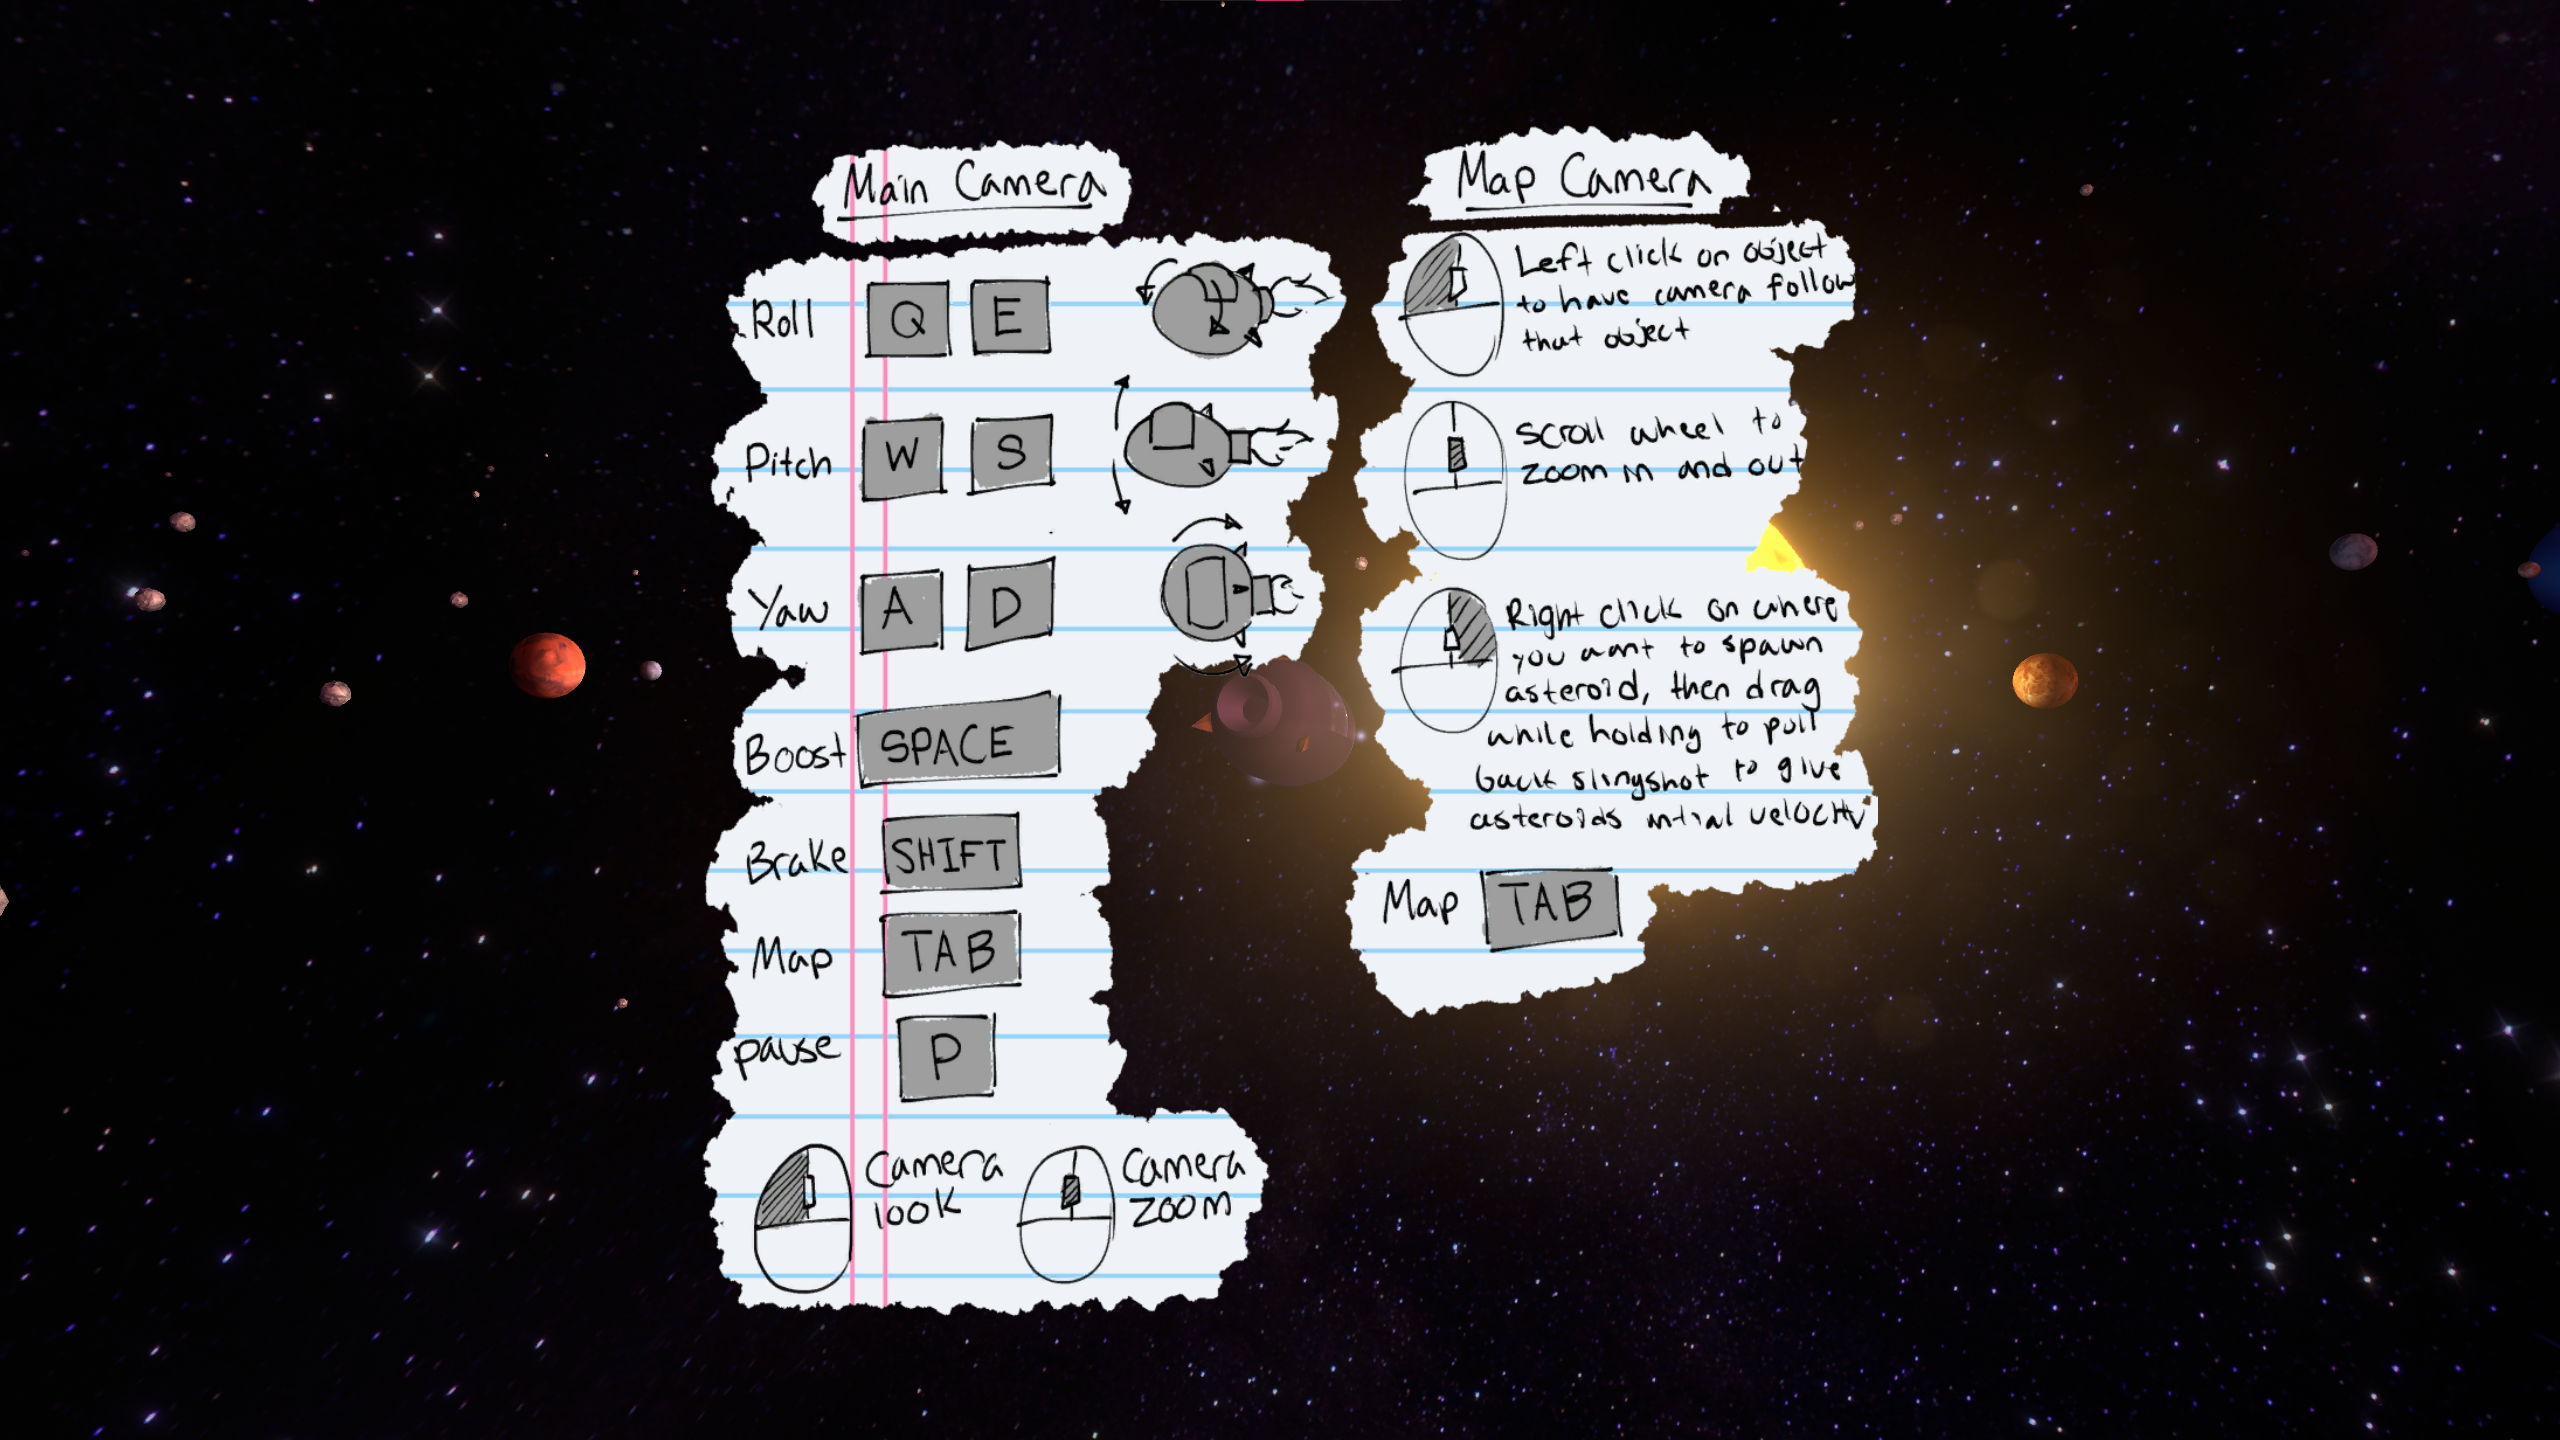 Main Camera
Roll Q E
Pitch W S
Yaw A D
Boost SPACE
Brake SHIFT
Map TAB
pause P
Camera
look
Camera
zoom
Map Camera
Left click on object
to have camera follow
that object
Scroll wheel to
zoom in and out
Right click on where
you want to spawn
asteroid, then drag
while holding to pull
back slingshot to give
asteroids intial velocity
Map TAB